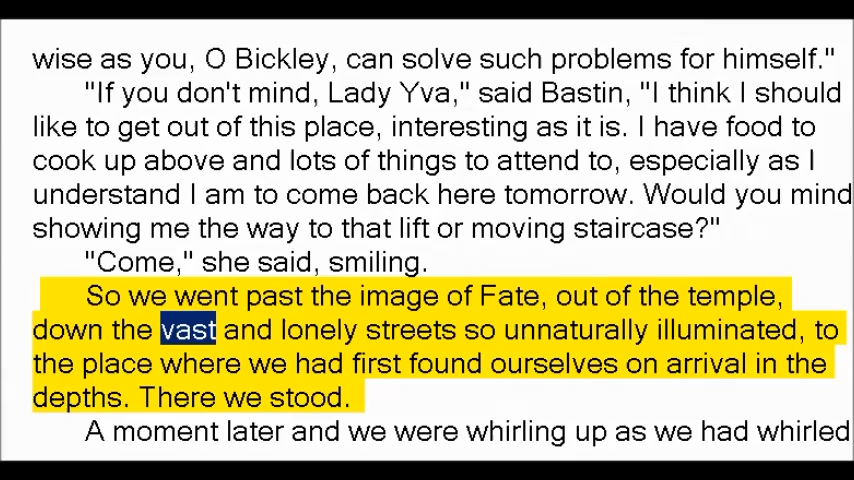 wise as you, O Bickley, can solve such problems for himself."
"If you don't mind, Lady Yva," said Bastin, "I think I should
like to get out of this place, interesting as it is. I have food to
cook up above and lots of things to attend to, especially as I
understand I am to come back here tomorrow. Would you mind
showing me the way to that lift or moving staircase?"
"Come," she said, smiling.
So we went past the image of Fate, out of the temple,
down the vast and lonely streets so unnaturally illuminated, to
the place where we had first found ourselves on arrival in the
depths. There we stood.
A moment later and we were whirling up as we had whirled